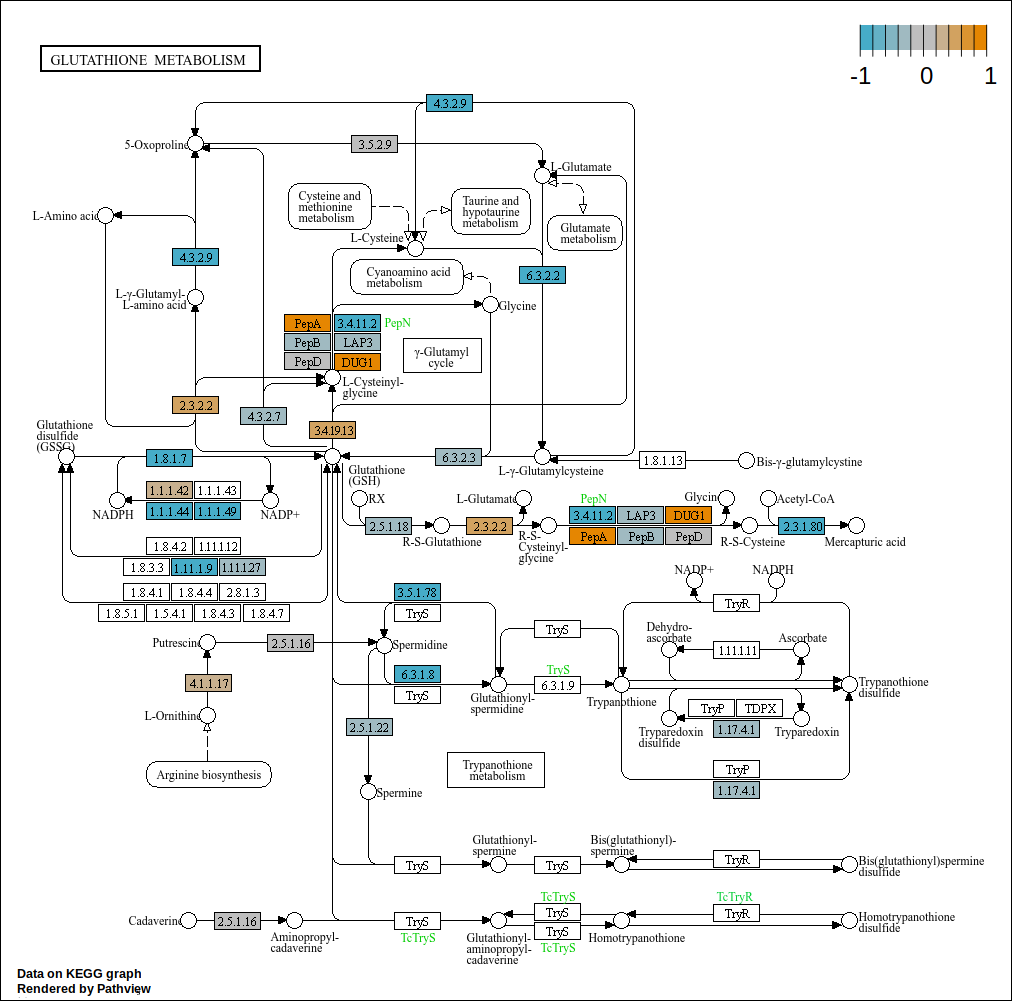 GLUTATHIONE METABOLISM
-1 0 1
4.3.2.9
5-Oxoproline
3.5.2.9
L-Glutamate
Cysteine and
methionine
metabolism
Taurine and
hypotaurine
metabolism
L-Amino acid
Glutamate
metabolism
L-Cysteine
4.3.2.9
Cyanoamino acid
metabolism
6.3.2.2
L-γ-Glutamyl-
L-amino acid
Glycine
PepA
3.4.11.2
PepN
PepB
LAP3
γ-Glutamyl
cycle
PepD
DUG1
L-Cysteinyl-
glycine
2.3.2.2
4.3.2.7
3.4.19.13
Glutathione
disulfide
(GSSG)
1.8.1.7
Glutathione
(GSH)
6.3.2.3
L-γ-Glutamylcysteine
1.8.1.13
Bis-γ-glutamylcystine
1.1.1.42
1.1.1.43
NADPH
NADP+
1.1.1.44
1.1.1.49
RX
L-Glutamate
PepN
Glycin
Acetyl-CoA
2.5.1.18
R-S-Glutathione
2.3.2.2
R-S-
Cysteinyl-
glycine
3.4.11.2
LAP3
DUG1
PepA
PepB
PepD
R-S-Cysteine
2.3.1.80
Mercapturic acid
1.8.4.2
1.11.1.12
1.8.3.3
1.11.1.9
1.11.1.27
1.8.4.1
1.8.4.4
2.8.1.3
1.8.5.1
1.5.4.1
1.8.4.3
1.8.4.7
3.5.1.78
TryS
NADP+
NADPH
TryR
Putrescine
2.5.1.16
Spermidine
TryS
Dehydro-
ascorbate
1.11.1.11
Ascorbate
4.1.1.17
6.3.1.8
TryS
Glutathionyl-
spermidine
TryS
6.3.1.9
Trypanothione
Trypanothione
disulfide
L-Ornithine
2.5.1.22
TryP
TDPX
1.17.4.1
Tryparedoxin
disulfide
Tryparedoxin
Arginine biosynthesis
Trypanothione
metabolism
TryP
1.17.4.1
Spermine
Glutathionyl-
spermine
Bis(glutathionyl)-
spermine
TryS
TryS
TryR
Bis(glutathionyl)spermine
disulfide
Cadaverine
2.5.1.16
Aminopropyl-
cadaverine
TryS
TcTryS
Glutathionyl-
aminopropyl-
cadaverine
TcTryS
TryS
TryS
TcTryS
Homotrypanothione
TcTryR
TryR
Homotrypanothione
disulfide
Data on KEGG graph
Rendered by Pathview